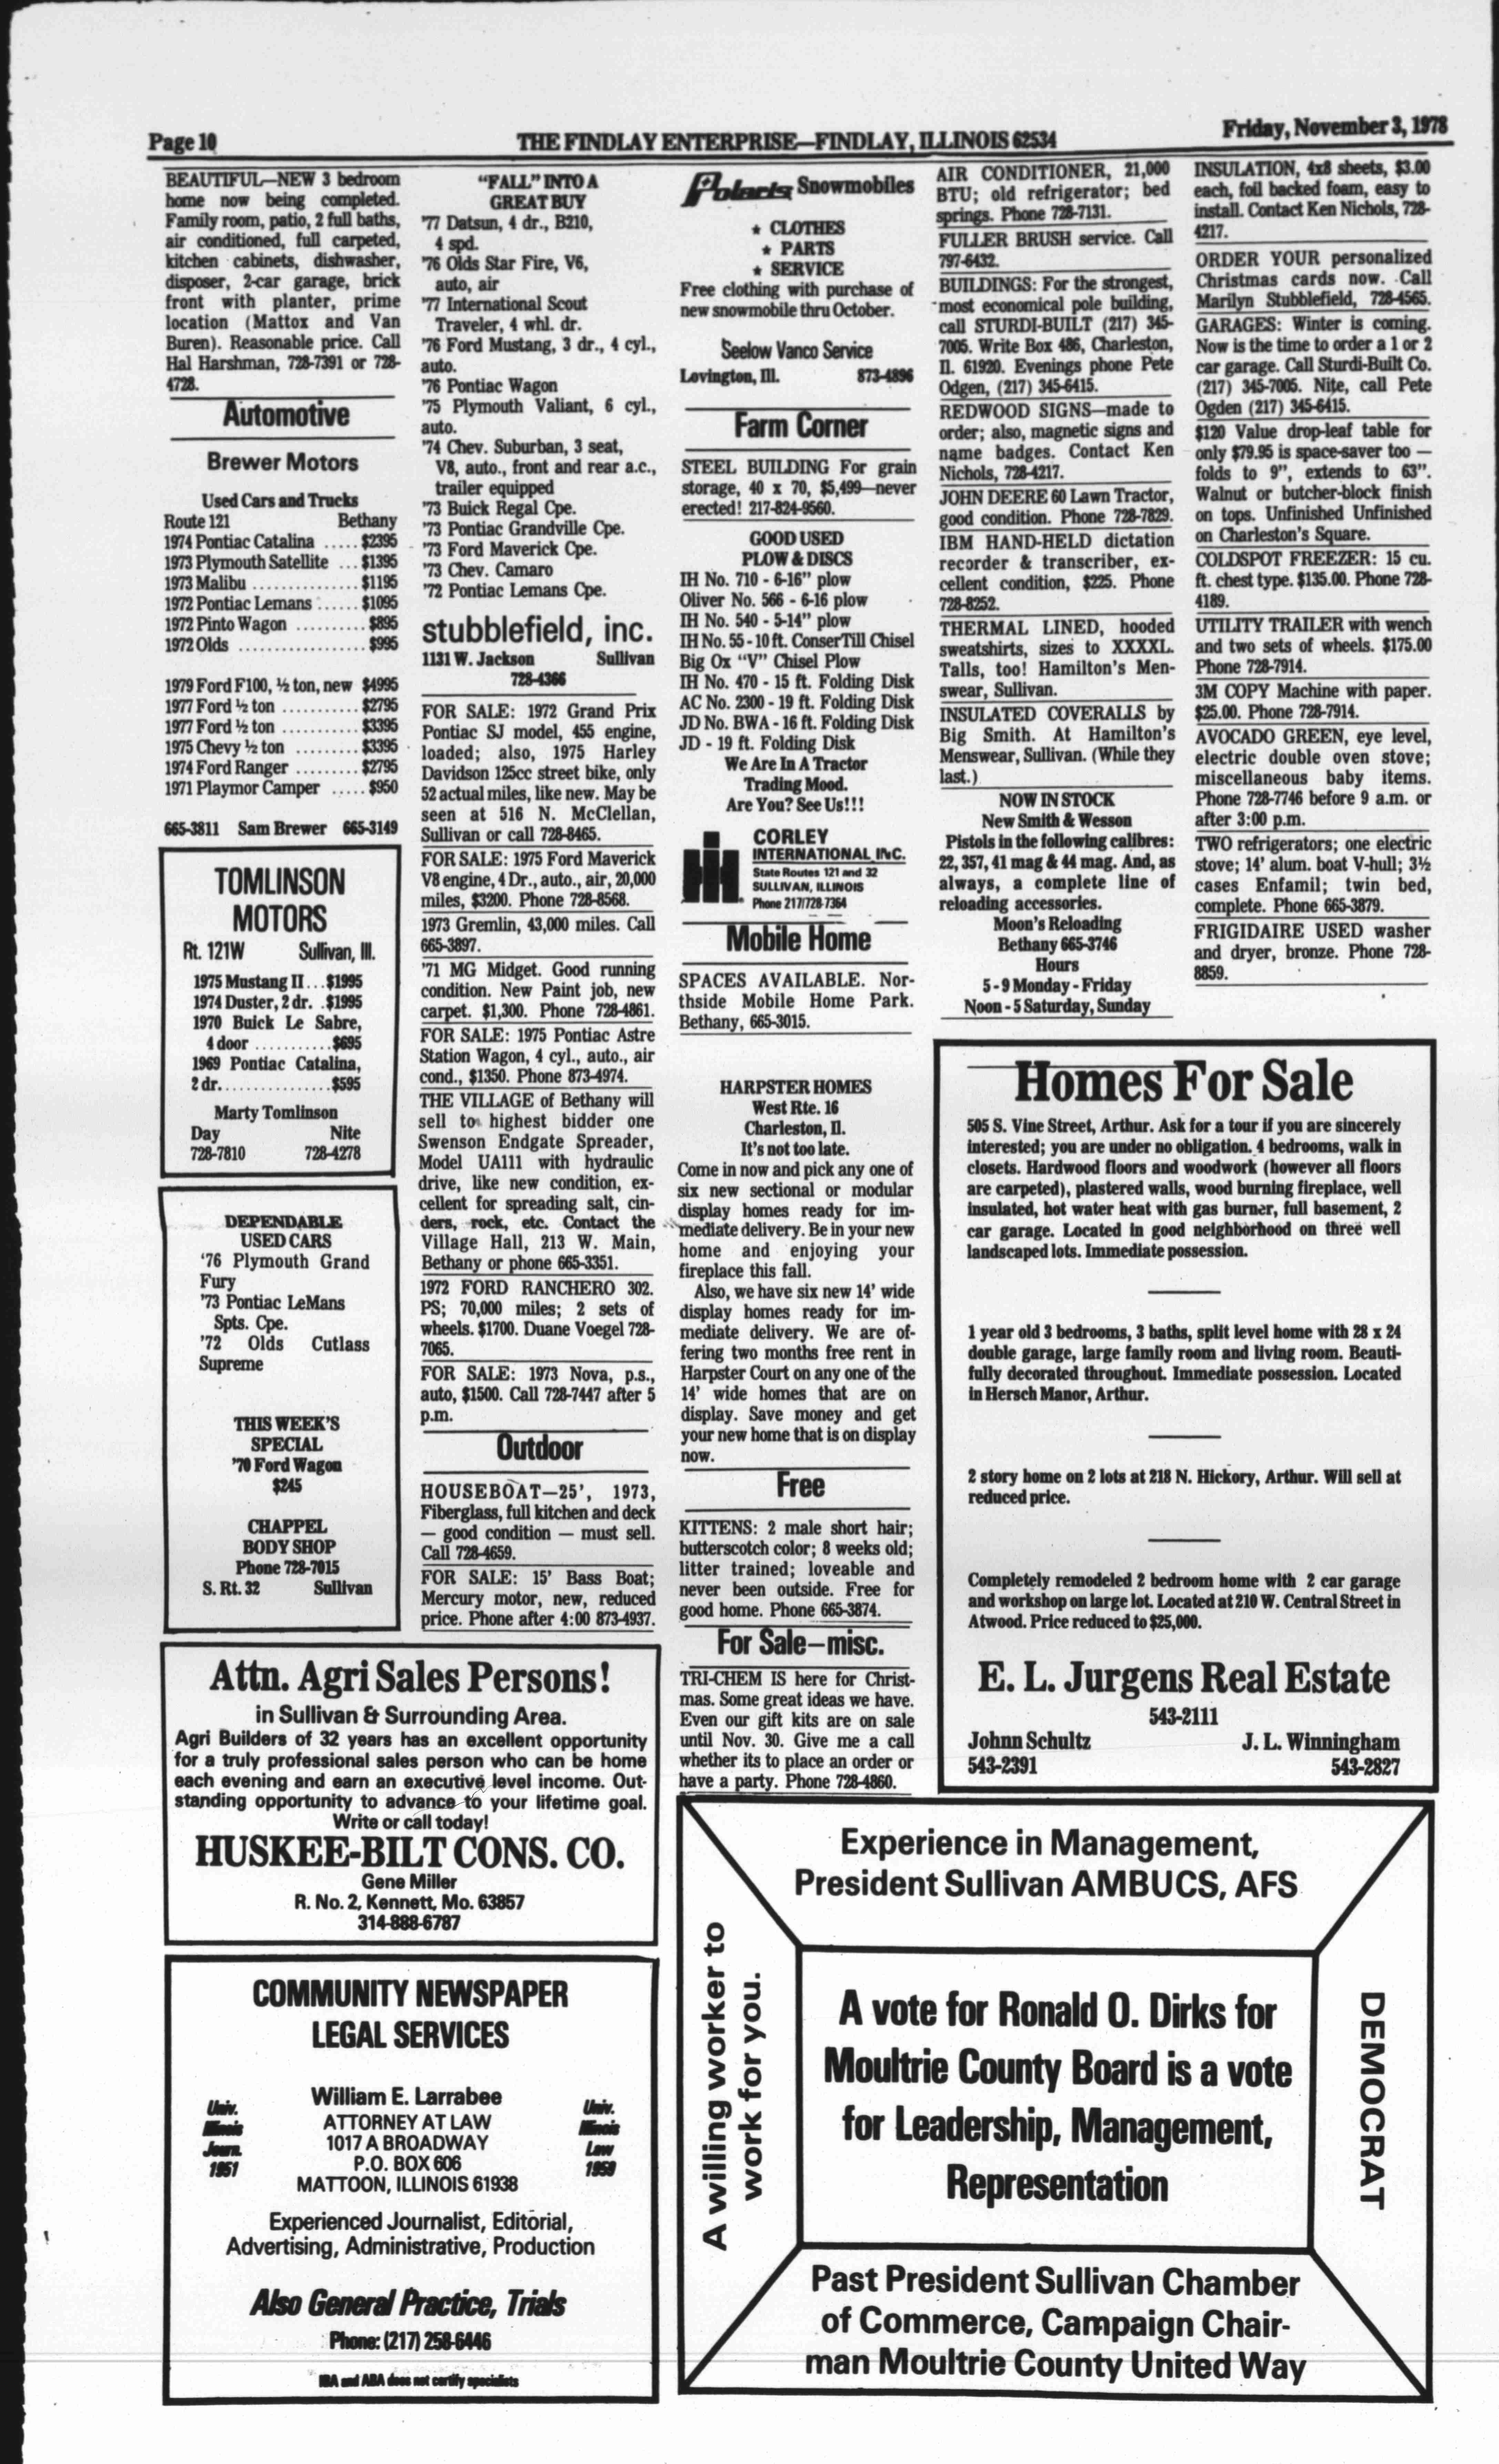 Page 10
THE FINDLAY ENTERPRISE—FINDLAY, ILLINOIS 62534
Friday, November 3, 1978
BEAUTIFUL—NEW 3 bedroom
home now being completed.
Family room, patio, 2 full baths,
air conditioned, full carpeted,
kitchen cabinets, dishwasher,
disposer, 2-car garage, brick
front with planter, prime
location (Mattox and Van
Buren). Reasonable price. Call
Hal Harshman, 728-7391 or 728-
4728.
Automotive
Brewer Motors
Used Cars and Trucks
Route 121 Bethany
1974 Pontiac Catalina ..... $2395
1973 Plymouth Satellite ... $1395
1973 Malibu ............. $1195
1972 Pontiac Lemans ...... $1095
1972 Pinto Wagon .......... $895
1972 Olds .................. $995
1979 Ford F100, ½ ton, new $4995
1977 Ford ½ ton .......... $2795
1977 Ford ½ ton .......... $3395
1975 Chevy ½ ton ........ $3395
1974 Ford Ranger ......... $2795
1971 Playmor Camper ..... $950
665-3811 Sam Brewer 665-3149
TOMLINSON
MOTORS
Rt. 121W Sullivan, Ill.
1975 Mustang II ... $1995
1974 Duster, 2 dr. . $1995
1970 Buick Le Sabre,
4 door .......... $695
1969 Pontiac Catalina,
2 dr. ............. $595
Marty Tomlinson
Day Nite
728-7810 728-4278
DEPENDABLE
USED CARS
'76 Plymouth Grand
Fury
'73 Pontiac LeMans
Spts. Cpe.
'72 Olds Cutlass
Supreme
THIS WEEK'S
SPECIAL
'70 Ford Wagon
$245
CHAPPEL
BODY SHOP
Phone 728-7015
S. Rt. 32 Sullivan
"FALL" INTO A
GREAT BUY
'77 Datsun, 4 dr., B210,
4 spd.
'76 Olds Star Fire, V6,
auto, air
'77 International Scout
Traveler, 4 whl. dr.
'76 Ford Mustang, 3 dr., 4 cyl.,
auto.
'76 Pontiac Wagon
'75 Plymouth Valiant, 6 cyl.,
auto.
'74 Chev. Suburban, 3 seat,
V8, auto., front and rear a.c.,
trailer equipped
'73 Buick Regal Cpe.
'73 Pontiac Grandville Cpe.
'73 Ford Maverick Cpe.
'73 Chev. Camaro
'72 Pontiac Lemans Cpe.
stubblefield, inc.
1131 W. Jackson Sullivan
728-4366
FOR SALE: 1972 Grand Prix
Pontiac SJ model, 455 engine,
loaded; also, 1975 Harley
Davidson 125cc street bike, only
52 actual miles, like new. May be
seen at 516 N. McClellan,
Sullivan or call 728-8465.
FOR SALE: 1975 Ford Maverick
V8 engine, 4 Dr., auto., air, 20,000
miles, $3200. Phone 728-8568.
1973 Gremlin, 43,000 miles. Call
665-3897.
'71 MG Midget. Good running
condition. New Paint job, new
carpet. $1,300. Phone 728-4861.
FOR SALE: 1975 Pontiac Astre
Station Wagon, 4 cyl., auto., air
cond., $1350. Phone 873-4974.
THE VILLAGE of Bethany will
sell to highest bidder one
Swenson Endgate Spreader,
Model UA111 with hydraulic
drive, like new condition, ex-
cellent for spreading salt, cin-
ders, rock, etc. Contact the
Village Hall, 213 W. Main,
Bethany or phone 665-3351.
1972 FORD RANCHERO 302.
PS; 70,000 miles; 2 sets of
wheels. $1700. Duane Voegel 728-
7065.
FOR SALE: 1973 Nova, p.s.,
auto, $1500. Call 728-7447 after 5
p.m.
Outdoor
HOUSEBOAT—25', 1973,
Fiberglass, full kitchen and deck
— good condition — must sell.
Call 728-4659.
FOR SALE: 15' Bass Boat;
Mercury motor, new, reduced
price. Phone after 4:00 873-4937.
Attn. Agri Sales Persons!
in Sullivan & Surrounding Area.
Agri Builders of 32 years has an excellent opportunity
for a truly professional sales person who can be home
each evening and earn an executive level income. Out-
standing opportunity to advance to your lifetime goal.
Write or call today!
HUSKEE-BILT CONS. CO.
Gene Miller
R. No. 2, Kennett, Mo. 63857
314-888-6787
COMMUNITY NEWSPAPER
LEGAL SERVICES
William E. Larrabee
ATTORNEY AT LAW
1017 A BROADWAY
P.O. BOX 606
MATTOON, ILLINOIS 61938
Univ.
Illinois
Journ.
1951
Univ.
Illinois
Law
1958
Experienced Journalist, Editorial,
Advertising, Administrative, Production
Also General Practice, Trials
Phone: (217) 258-6446
IBA and ABA does not certify specialists
Polaris Snowmobiles
★ CLOTHES
★ PARTS
★ SERVICE
Free clothing with purchase of
new snowmobile thru October.
Seelow Vanco Service
Lovington, Ill. 873-4896
Farm Corner
STEEL BUILDING For grain
storage, 40 x 70, $5,499—never
erected! 217-824-9560.
GOOD USED
PLOW & DISCS
IH No. 710 - 6-16" plow
Oliver No. 566 - 6-16 plow
IH No. 540 - 5-14" plow
IH No. 55 - 10 ft. ConserTill Chisel
Big Ox "V" Chisel Plow
IH No. 470 - 15 ft. Folding Disk
AC No. 2300 - 19 ft. Folding Disk
JD No. BWA - 16 ft. Folding Disk
JD - 19 ft. Folding Disk
We Are In A Tractor
Trading Mood.
Are You? See Us!!!
CORLEY
INTERNATIONAL INC.
State Routes 121 and 32
SULLIVAN, ILLINOIS
Phone 217/728-7364
Mobile Home
SPACES AVAILABLE. Nor-
thside Mobile Home Park.
Bethany, 665-3015.
HARPSTER HOMES
West Rte. 16
Charleston, Il.
It's not too late.
Come in now and pick any one of
six new sectional or modular
display homes ready for im-
mediate delivery. Be in your new
home and enjoying your
fireplace this fall.
Also, we have six new 14' wide
display homes ready for im-
mediate delivery. We are of-
fering two months free rent in
Harpster Court on any one of the
14' wide homes that are on
display. Save money and get
your new home that is on display
now.
Free
KITTENS: 2 male short hair;
butterscotch color; 8 weeks old;
litter trained; loveable and
never been outside. Free for
good home. Phone 665-3874.
For Sale—misc.
TRI-CHEM IS here for Christ-
mas. Some great ideas we have.
Even our gift kits are on sale
until Nov. 30. Give me a call
whether its to place an order or
have a party. Phone 728-4860.
AIR CONDITIONER, 21,000
BTU; old refrigerator; bed
springs. Phone 728-7131.
FULLER BRUSH service. Call
797-6432.
BUILDINGS: For the strongest,
most economical pole building,
call STURDI-BUILT (217) 345-
7005. Write Box 486, Charleston,
Il. 61920. Evenings phone Pete
Odgen, (217) 345-6415.
REDWOOD SIGNS—made to
order; also, magnetic signs and
name badges. Contact Ken
Nichols, 728-4217.
JOHN DEERE 60 Lawn Tractor,
good condition. Phone 728-7829.
IBM HAND-HELD dictation
recorder & transcriber, ex-
cellent condition, $225. Phone
728-8252.
THERMAL LINED, hooded
sweatshirts, sizes to XXXXL.
Talls, too! Hamilton's Men-
swear, Sullivan.
INSULATED COVERALLS by
Big Smith. At Hamilton's
Menswear, Sullivan. (While they
last.)
NOW IN STOCK
New Smith & Wesson
Pistols in the following calibres:
22, 357, 41 mag & 44 mag. And, as
always, a complete line of
reloading accessories.
Moon's Reloading
Bethany 665-3746
Hours
5 - 9 Monday - Friday
Noon - 5 Saturday, Sunday
INSULATION, 4x8 sheets, $3.00
each, foil backed foam, easy to
install. Contact Ken Nichols, 728-
4217.
ORDER YOUR personalized
Christmas cards now. Call
Marilyn Stubblefield, 728-4565.
GARAGES: Winter is coming.
Now is the time to order a 1 or 2
car garage. Call Sturdi-Built Co.
(217) 345-7005. Nite, call Pete
Ogden (217) 345-6415.
$120 Value drop-leaf table for
only $79.95 is space-saver too —
folds to 9", extends to 63".
Walnut or butcher-block finish
on tops. Unfinished Unfinished
on Charleston's Square.
COLDSPOT FREEZER: 15 cu.
ft. chest type. $135.00. Phone 728-
4189.
UTILITY TRAILER with wench
and two sets of wheels. $175.00
Phone 728-7914.
3M COPY Machine with paper.
$25.00. Phone 728-7914.
AVOCADO GREEN, eye level,
electric double oven stove;
miscellaneous baby items.
Phone 728-7746 before 9 a.m. or
after 3:00 p.m.
TWO refrigerators; one electric
stove; 14' alum. boat V-hull; 3½
cases Enfamil; twin bed,
complete. Phone 665-3879.
FRIGIDAIRE USED washer
and dryer, bronze. Phone 728-
8859.
Homes For Sale
505 S. Vine Street, Arthur. Ask for a tour if you are sincerely
interested; you are under no obligation. 4 bedrooms, walk in
closets. Hardwood floors and woodwork (however all floors
are carpeted), plastered walls, wood burning fireplace, well
insulated, hot water heat with gas burner, full basement, 2
car garage. Located in good neighborhood on three well
landscaped lots. Immediate possession.
1 year old 3 bedrooms, 3 baths, split level home with 28 x 24
double garage, large family room and living room. Beauti-
fully decorated throughout. Immediate possession. Located
in Hersch Manor, Arthur.
2 story home on 2 lots at 218 N. Hickory, Arthur. Will sell at
reduced price.
Completely remodeled 2 bedroom home with 2 car garage
and workshop on large lot. Located at 210 W. Central Street in
Atwood. Price reduced to $25,000.
E. L. Jurgens Real Estate
543-2111
Johnn Schultz J. L. Winningham
543-2391 543-2827
Experience in Management,
President Sullivan AMBUCS, AFS
A willing worker to
work for you.
A vote for Ronald O. Dirks for
Moultrie County Board is a vote
for Leadership, Management,
Representation
DEMOCRAT
Past President Sullivan Chamber
of Commerce, Campaign Chair-
man Moultrie County United Way